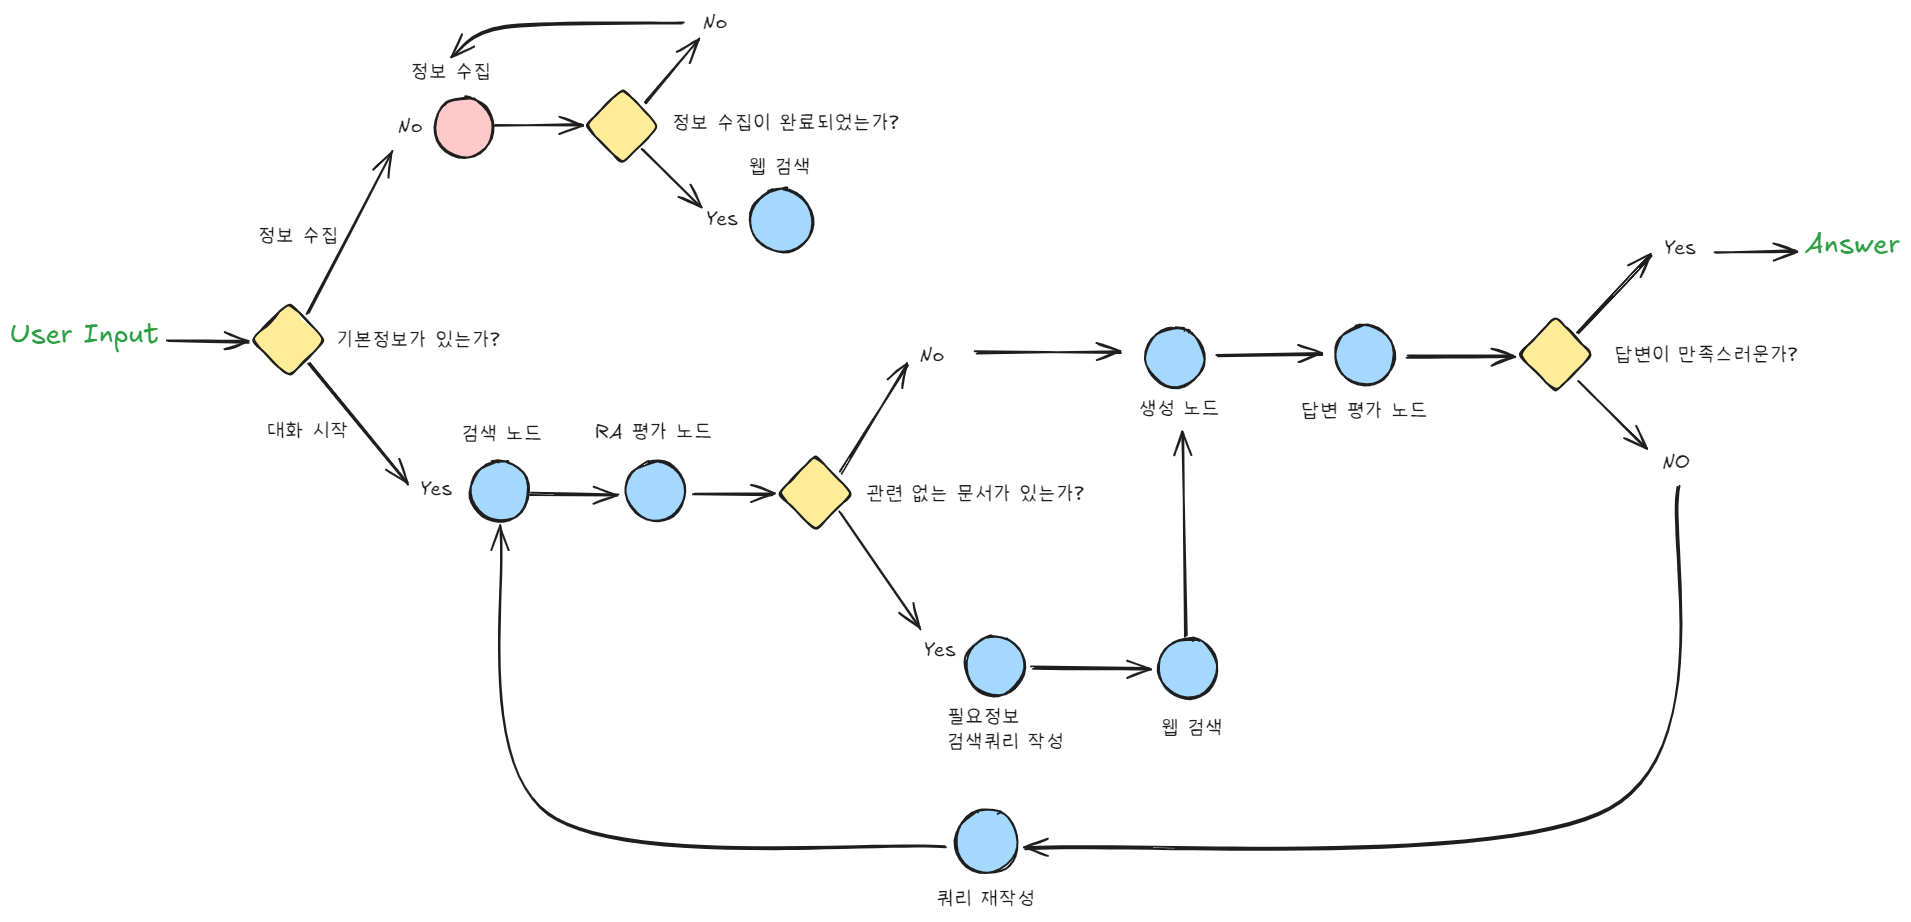 No
정보 수집
No
정보 수집이 완료되었는가?
웹 검색
Yes
정보 수집
User Input
기본정보가 있는가?
대화 시작
Yes
검색 노드
RA 평가 노드
관련 없는 문서가 있는가?
No
생성 노드
답변 평가 노드
답변이 만족스러운가?
Yes
Answer
NO
Yes
필요정보
검색쿼리 작성
웹 검색
쿼리 재작성